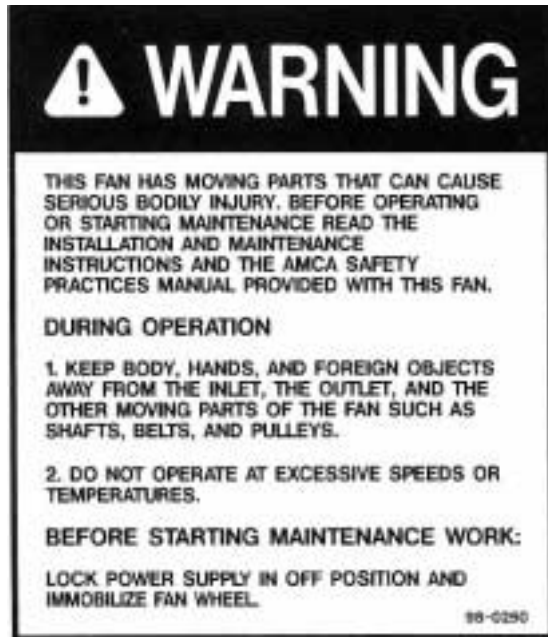 WARNING
THIS FAN HAS MOVING PARTS THAT CAN CAUSE
SERIOUS BODILY INJURY. BEFORE OPERATING
OR STARTING MAINTENANCE READ THE
INSTALLATION AND MAINTENANCE
INSTRUCTIONS AND THE AMCA SAFETY
PRACTICES MANUAL PROVIDED WITH THIS FAN.
DURING OPERATION
1. KEEP BODY, HANDS, AND FOREIGN OBJECTS
AWAY FROM THE INLET, THE OUTLET, AND THE
OTHER MOVING PARTS OF THE FAN SUCH AS
SHAFTS, BELTS, AND PULLEYS.
2. DO NOT OPERATE AT EXCESSIVE SPEEDS OR
TEMPERATURES.
BEFORE STARTING MAINTENANCE WORK:
LOCK POWER SUPPLY IN OFF POSITION AND
IMMOBILIZE FAN WHEEL.
98-0290